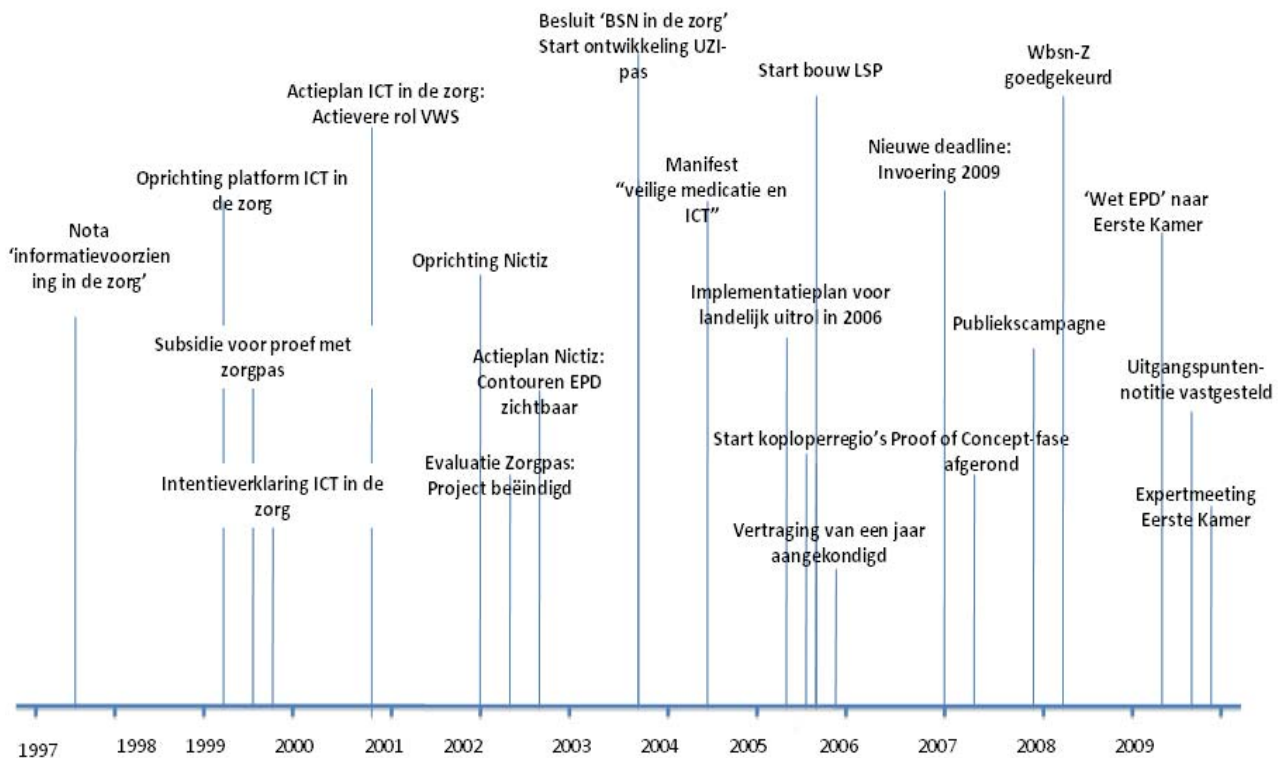 Besluit ‘BSN in de zorg’
Start ontwikkeling UZI-
pas
Start bouw LSP
Wbsn-Z
goedgekeurd
Actieplan ICT in de zorg:
Actievere rol VWS
Nieuwe deadline:
Invoering 2009
Manifest
“veilige medicatie en
ICT”
Oprichting platform ICT in
de zorg
‘Wet EPD’ naar
Eerste Kamer
Nota
‘informatievoorzien
ing in de zorg’
Oprichting Nictiz
Implementatieplan voor
landelijk uitrol in 2006
Publiekscampagne
Subsidie voor proef met
zorgpas
Actieplan Nictiz:
Contouren EPD
zichtbaar
Uitgangspunten-
notitie vastgesteld
Start koploperregio’s
Proof of Concept-fase
afgerond
Evaluatie Zorgpas:
Project beëindigd
Intentieverklaring ICT in de
zorg
Expertmeeting
Eerste Kamer
Vertraging van een jaar
aangekondigd
1997 1998 1999 2000 2001 2002 2003 2004 2005 2006 2007 2008 2009